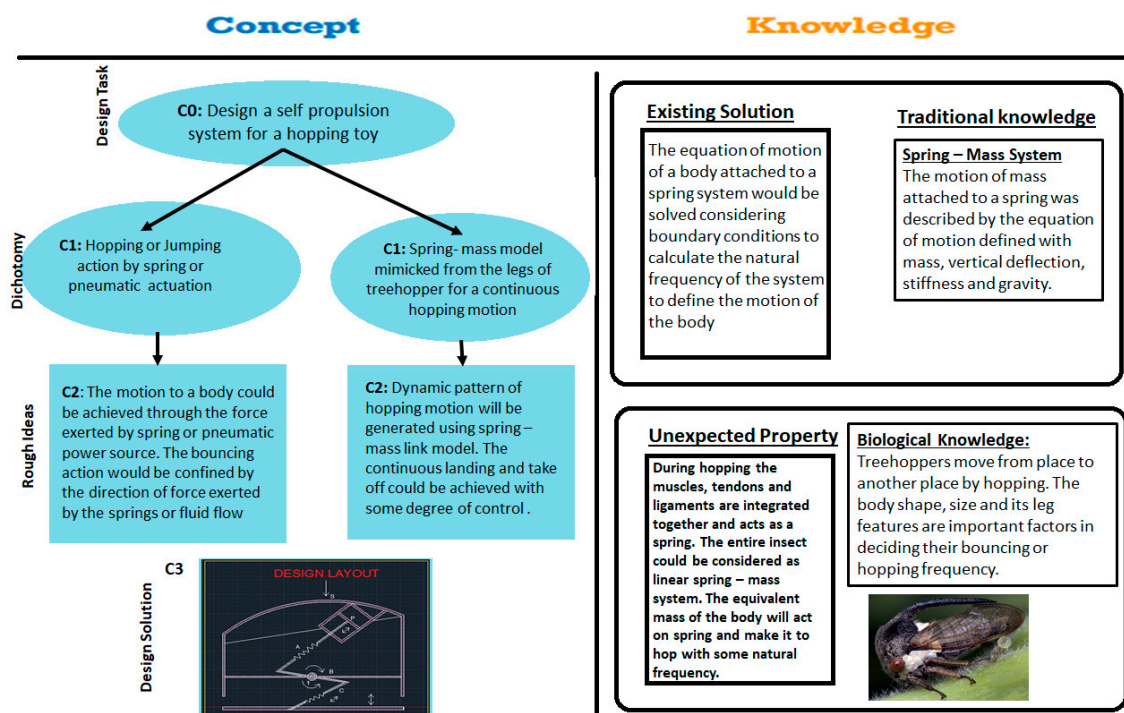 Concept
Knowledge
Design Task
C0: Design a self propulsion
system for a hopping toy
Dichotomy
C1: Hopping or Jumping
action by spring or
pneumatic actuation
C1: Spring- mass model
mimicked from the legs of
treehopper for a continuous
hopping motion
Rough Ideas
C2: The motion to a body could
be achieved through the force
exerted by spring or pneumatic
power source. The bouncing
action would be confined by
the direction of force exerted
by the springs or fluid flow
C2: Dynamic pattern of
hopping motion will be
generated using spring –
mass link model. The
continuous landing and take
off could be achieved with
some degree of control .
Design Solution
C3
DESIGN LAYOUT
S
P
A
B
C
Existing Solution
The equation of motion
of a body attached to a
a spring system would be
solved considering
boundary conditions to
calculate the natural
frequency of the system
to define the motion of
the body
Traditional knowledge
Spring – Mass System
The motion of mass
attached to a spring was
described by the equation
of motion defined with
mass, vertical deflection,
stiffness and gravity.
Unexpected Property
During hopping the
muscles, tendons and
ligaments are integrated
together and acts as a
spring. The entire insect
could be considered as
linear spring – mass
system. The equivalent
mass of the body will act
on spring and make it to
hop with some natural
frequency.
Biological Knowledge:
Treehoppers move from place to
another place by hopping. The
body shape, size and its leg
features are important factors in
deciding their bouncing or
hopping frequency.